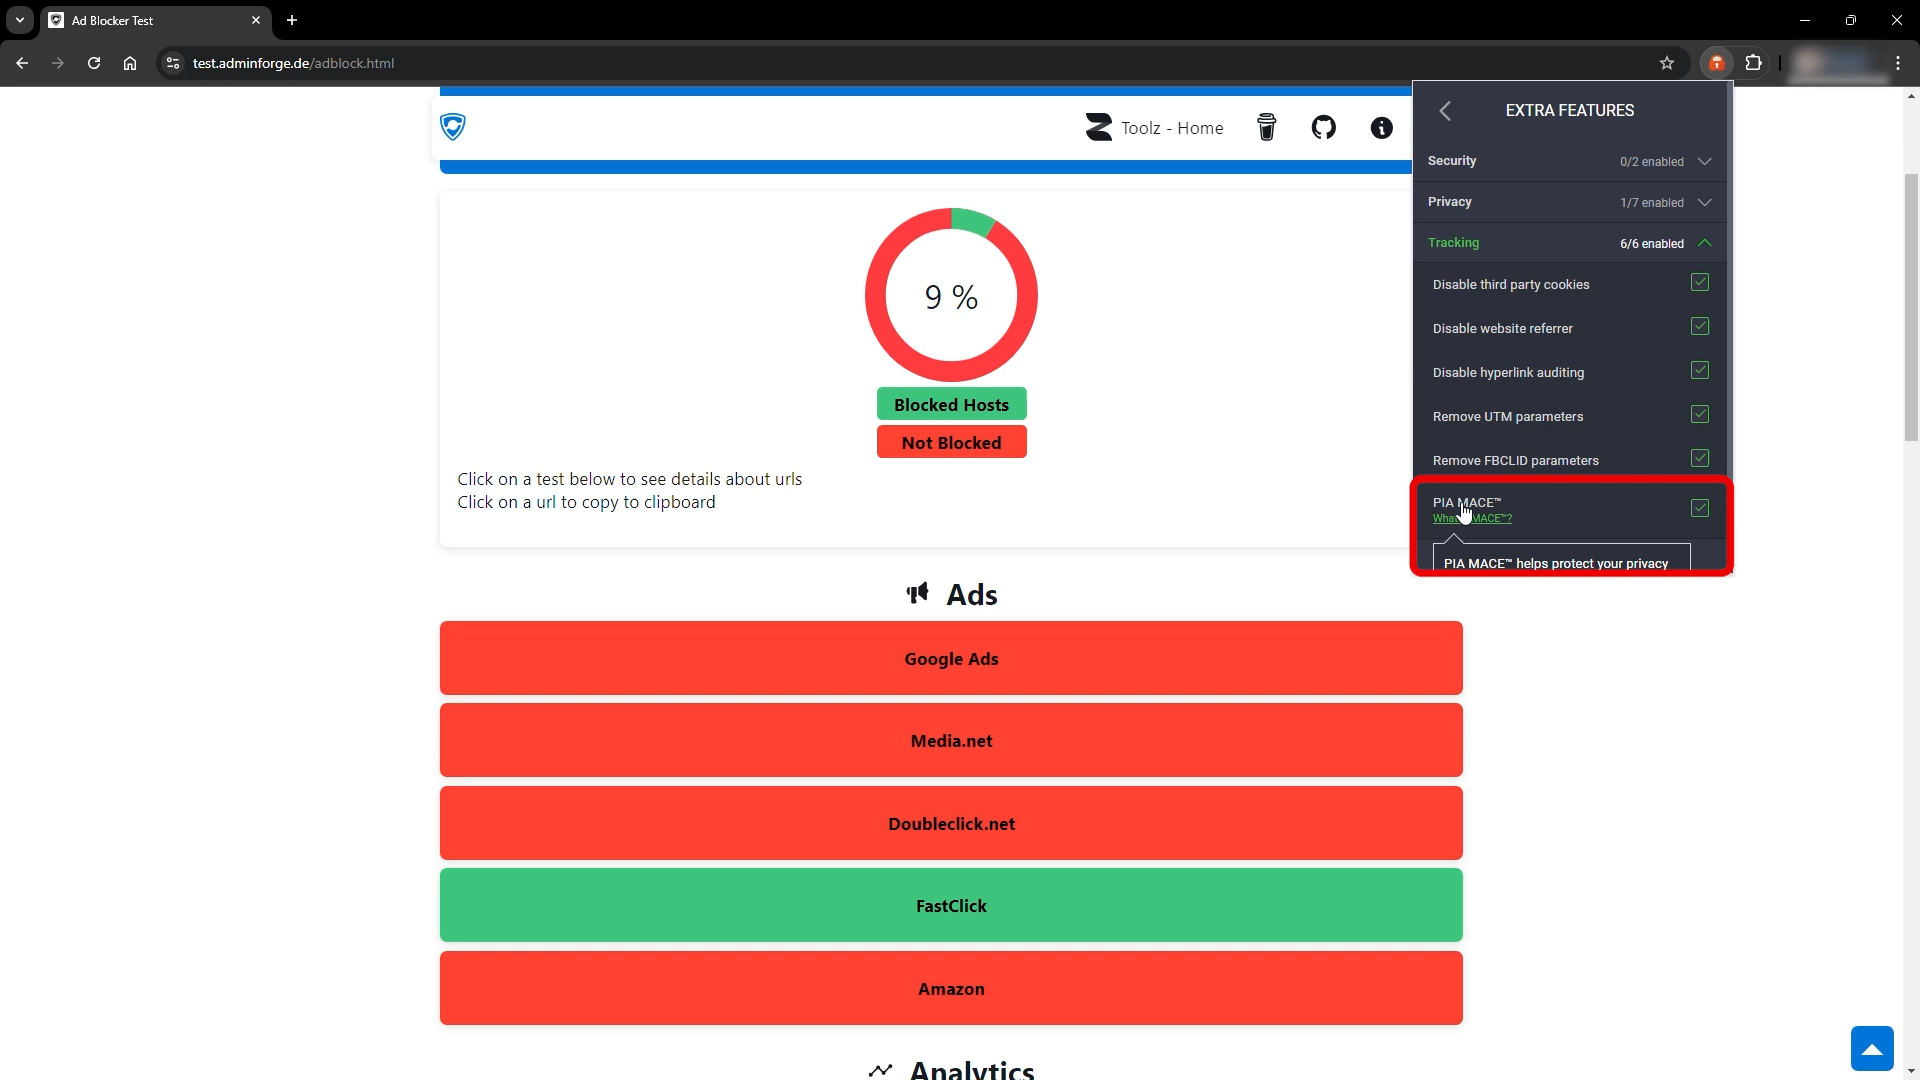 Ad Blocker Test
test.adminforge.de/adblock.html
Toolz - Home
9 %
Blocked Hosts
Not Blocked
Click on a test below to see details about urls
Click on a url to copy to clipboard
Ads
Google Ads
Media.net
Doubleclick.net
FastClick
Amazon
Analytics
EXTRA FEATURES
Security 0/2 enabled
Privacy 1/7 enabled
Tracking 6/6 enabled
Disable third party cookies
Disable website referrer
Disable hyperlink auditing
Remove UTM parameters
Remove FBCLID parameters
PIA MACE™
MACE™?
PIA MACE™ helps protect your privacy